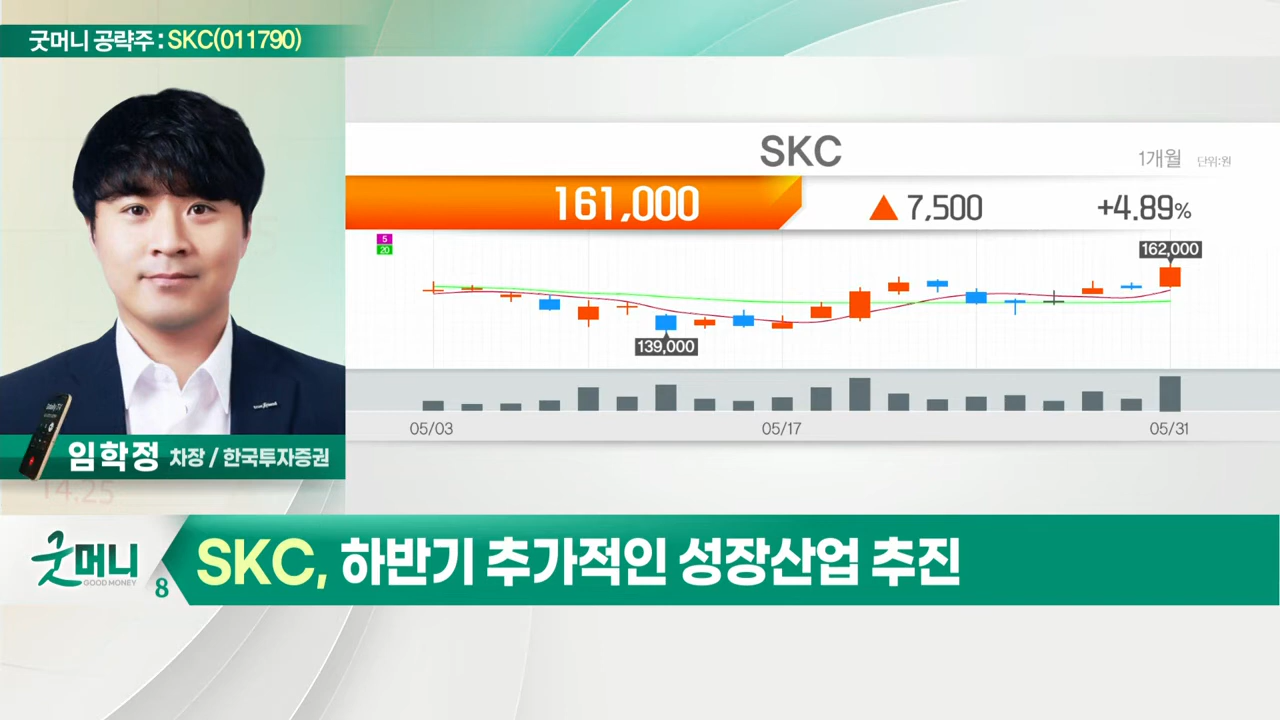 굿머니 공략주 : SKC(011790)
SKC
1개월 단위:원
161,000 ▲ 7,500 +4.89%
5
20
162,000
139,000
05/03 05/17 05/31
임학정 차장 / 한국투자증권
14.25
굿머니
GOOD MONEY
8
SKC, 하반기 추가적인 성장산업 추진